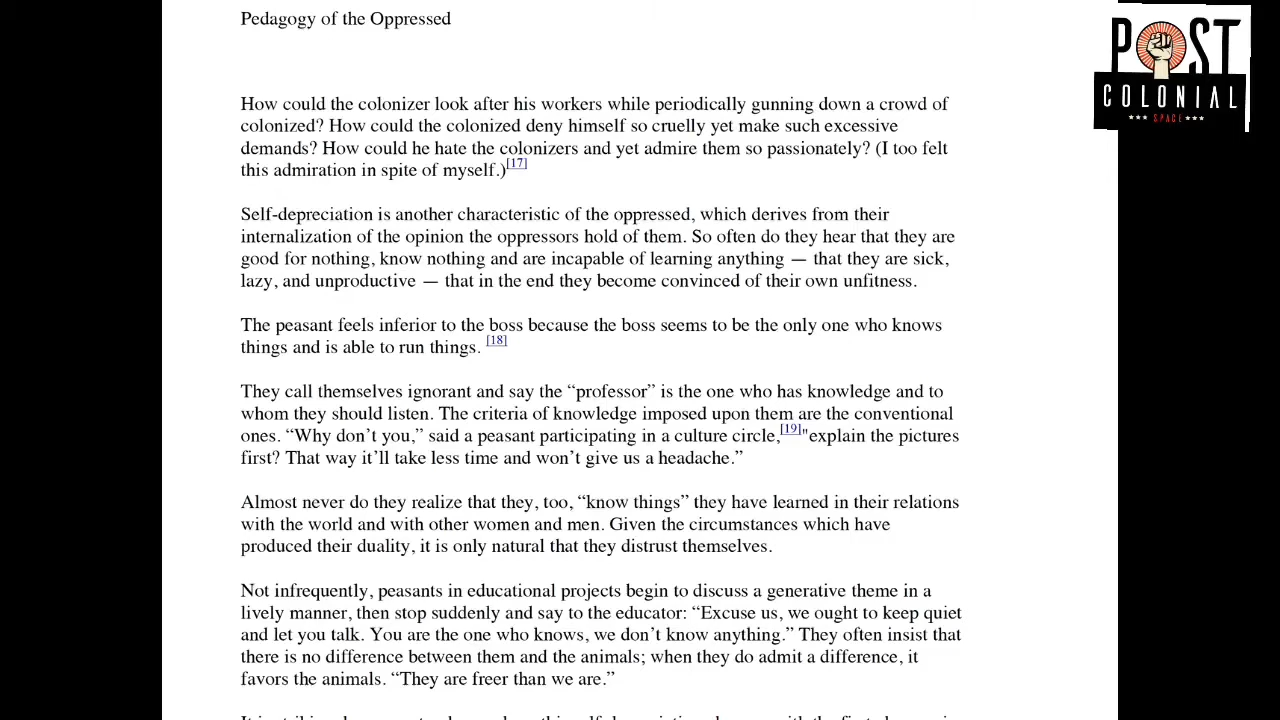 Pedagogy of the Oppressed
POST
COLONIAL
SPACE
How could the colonizer look after his workers while periodically gunning down a crowd of
colonized? How could the colonized deny himself so cruelly yet make such excessive
demands? How could he hate the colonizers and yet admire them so passionately? (I too felt
this admiration in spite of myself.)[17]
Self-depreciation is another characteristic of the oppressed, which derives from their
internalization of the opinion the oppressors hold of them. So often do they hear that they are
good for nothing, know nothing and are incapable of learning anything — that they are sick,
lazy, and unproductive — that in the end they become convinced of their own unfitness.
The peasant feels inferior to the boss because the boss seems to be the only one who knows
things and is able to run things. [18]
They call themselves ignorant and say the “professor” is the one who has knowledge and to
whom they should listen. The criteria of knowledge imposed upon them are the conventional
ones. “Why don’t you,” said a peasant participating in a culture circle,[19]"explain the pictures
first? That way it’ll take less time and won’t give us a headache.”
Almost never do they realize that they, too, “know things” they have learned in their relations
with the world and with other women and men. Given the circumstances which have
produced their duality, it is only natural that they distrust themselves.
Not infrequently, peasants in educational projects begin to discuss a generative theme in a
lively manner, then stop suddenly and say to the educator: “Excuse us, we ought to keep quiet
and let you talk. You are the one who knows, we don’t know anything.” They often insist that
there is no difference between them and the animals; when they do admit a difference, it
favors the animals. “They are freer than we are.”